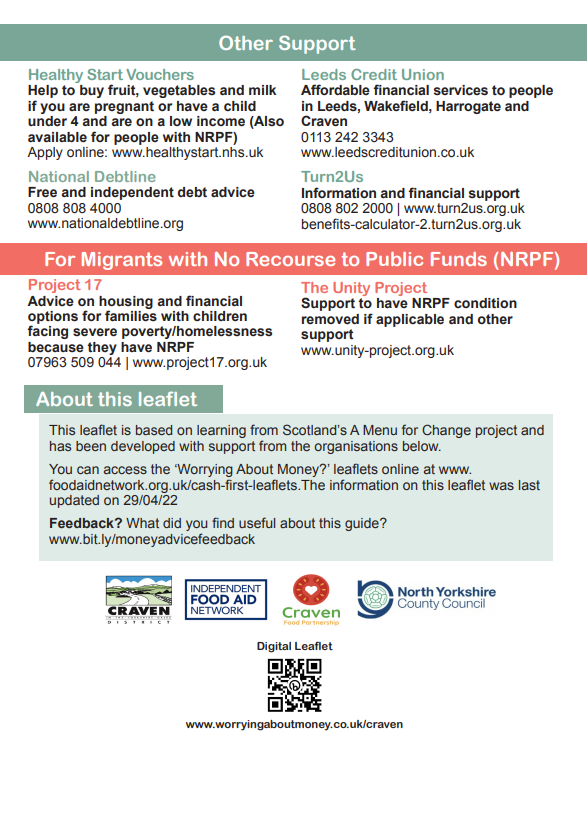 Other Support
Healthy Start Vouchers
Help to buy fruit, vegetables and milk
if you are pregnant or have a child
under 4 and are on a low income (Also
available for people with NRPF)
Apply online: www.healthystart.nhs.uk
National Debtline
Free and independent debt advice
0808 808 4000
www.nationaldebtline.org
Leeds Credit Union
Affordable financial services to people
in Leeds, Wakefield, Harrogate and
Craven
0113 242 3343
www.leedscreditunion.co.uk
Turn2Us
Information and financial support
0808 802 2000 | www.turn2us.org.uk
benefits-calculator-2.turn2us.org.uk
For Migrants with No Recourse to Public Funds (NRPF)
Project 17
Advice on housing and financial
options for families with children
facing severe poverty/homelessness
because they have NRPF
07963 509 044 | www.project17.org.uk
The Unity Project
Support to have NRPF condition
removed if applicable and other
support
www.unity-project.org.uk
About this leaflet
This leaflet is based on learning from Scotland's A Menu for Change project and
has been developed with support from the organisations below.
You can access the 'Worrying About Money?' leaflets online at www.
foodaidnetwork.org.uk/cash-first-leaflets.The information on this leaflet was last
updated on 29/04/22
Feedback? What did you find useful about this guide?
www.bit.ly/moneyadvicefeedback
CRAVEN
DISTRICT
INDEPENDENT
FOOD AID
NETWORK
Craven
Food Partnership
North Yorkshire
County Council
Digital Leaflet
www.worryingaboutmoney.co.uk/craven